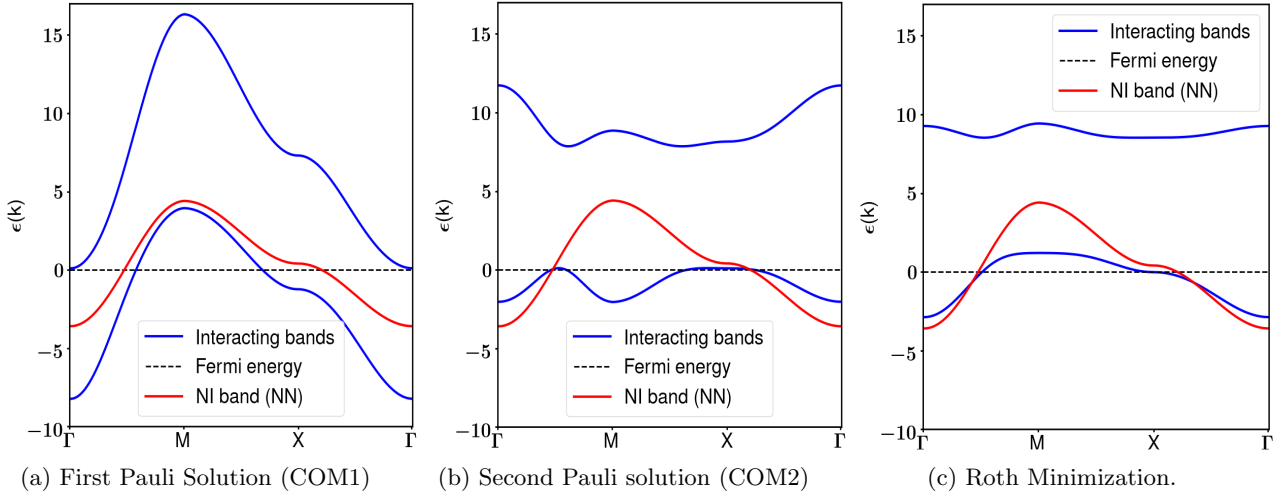 15
10
5
0
−5
−10
ϵ(k)
Γ
M
X
Γ
Interacting bands
Fermi energy
NI band (NN)
(a) First Pauli Solution (COM1)
15
10
5
0
−5
−10
ϵ(k)
Γ
M
X
Γ
Interacting bands
Fermi energy
NI band (NN)
(b) Second Pauli solution (COM2)
15
10
5
0
−5
−10
ϵ(k)
Γ
M
X
Γ
Interacting bands
Fermi energy
NI band (NN)
(c) Roth Minimization.